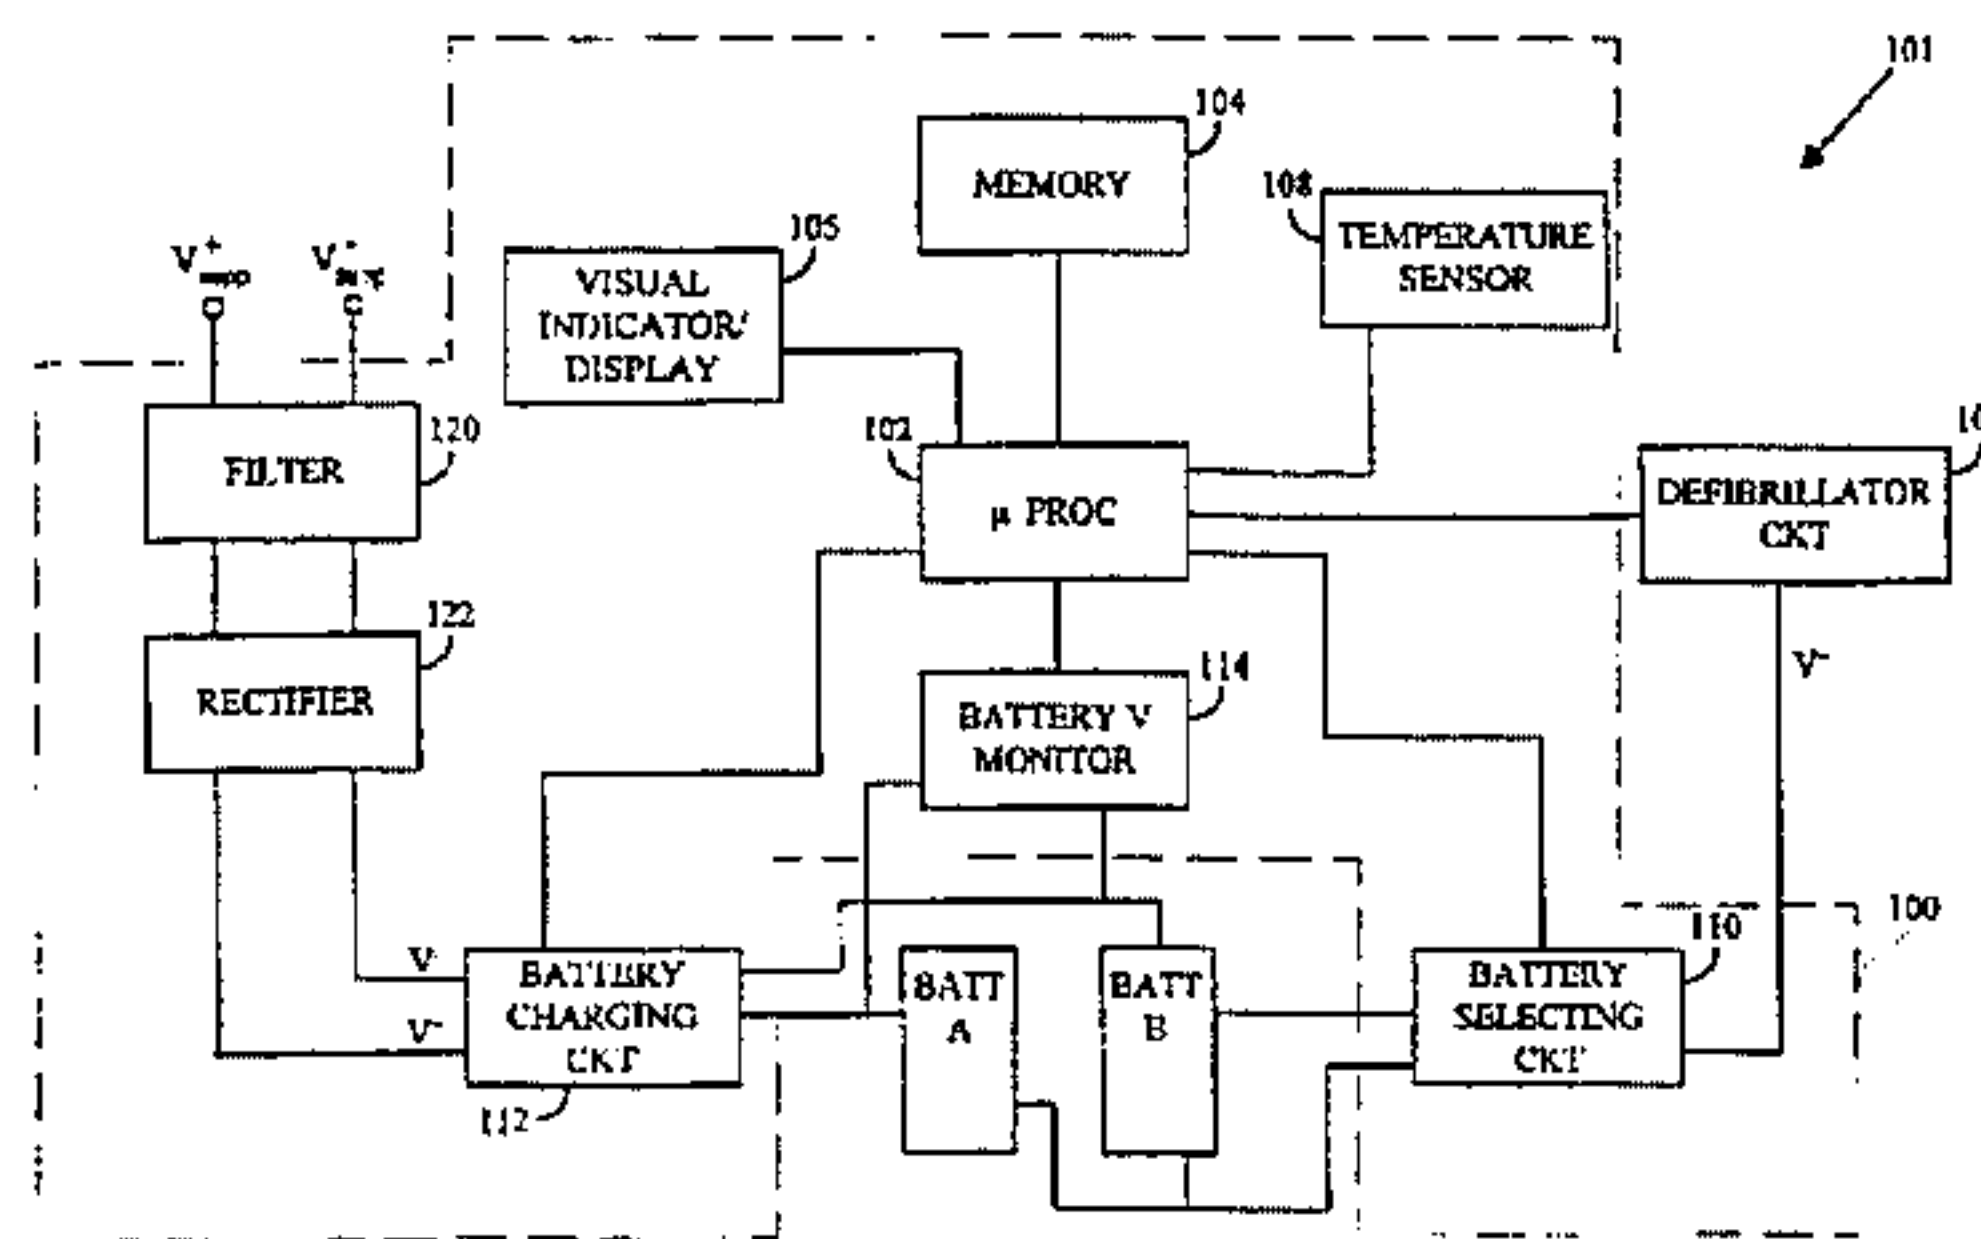 101
104
MEMORY
108
TEMPERATURE
SENSOR
105
VISUAL
INDICATOR/
DISPLAY
120
FILTER
102
μ PROC
DEFIBRILLATOR
CKT
122
RECTIFIER
114
BATTERY V
MONITOR
V-
100
110
V
BATTERY
CHARGING
CKT
V-
BATT
A
BATT
B
BATTERY
SELECTING
CKT
112